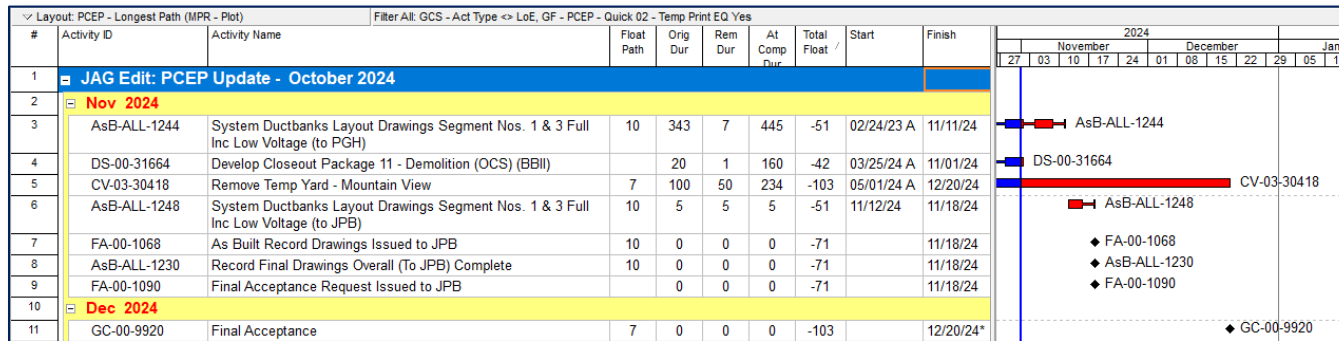 Layout: PCEP - Longest Path (MPR - Plot) Filter All: GCS - Act Type <> LoE, GF - PCEP - Quick 02 - Temp Print EQ Yes
# Activity ID Activity Name Float Path Orig Dur Rem Dur At Comp Dur Total Float Start Finish
2024
November December Jan
27 03 10 17 24 01 08 15 22 29 05 1
1 JAG Edit: PCEP Update - October 2024
2 Nov 2024
3 AsB-ALL-1244 System Ductbanks Layout Drawings Segment Nos. 1 & 3 Full 10 343 7 445 -51 02/24/23 A 11/11/24 AsB-ALL-1244
Inc Low Voltage (to PGH)
4 DS-00-31664 Develop Closeout Package 11 - Demolition (OCS) (BBII) 20 1 160 -42 03/25/24 A 11/01/24 DS-00-31664
5 CV-03-30418 Remove Temp Yard - Mountain View 7 100 50 234 -103 05/01/24 A 12/20/24 CV-03-30418
6 AsB-ALL-1248 System Ductbanks Layout Drawings Segment Nos. 1 & 3 Full 10 5 5 5 -51 11/12/24 11/18/24 AsB-ALL-1248
Inc Low Voltage (to JPB)
7 FA-00-1068 As Built Record Drawings Issued to JPB 10 0 0 0 -71 11/18/24 FA-00-1068
8 AsB-ALL-1230 Record Final Drawings Overall (To JPB) Complete 10 0 0 0 -71 11/18/24 AsB-ALL-1230
9 FA-00-1090 Final Acceptance Request Issued to JPB 0 0 0 -71 11/18/24 FA-00-1090
10 Dec 2024
11 GC-00-9920 Final Acceptance 7 0 0 0 -103 12/20/24* GC-00-9920